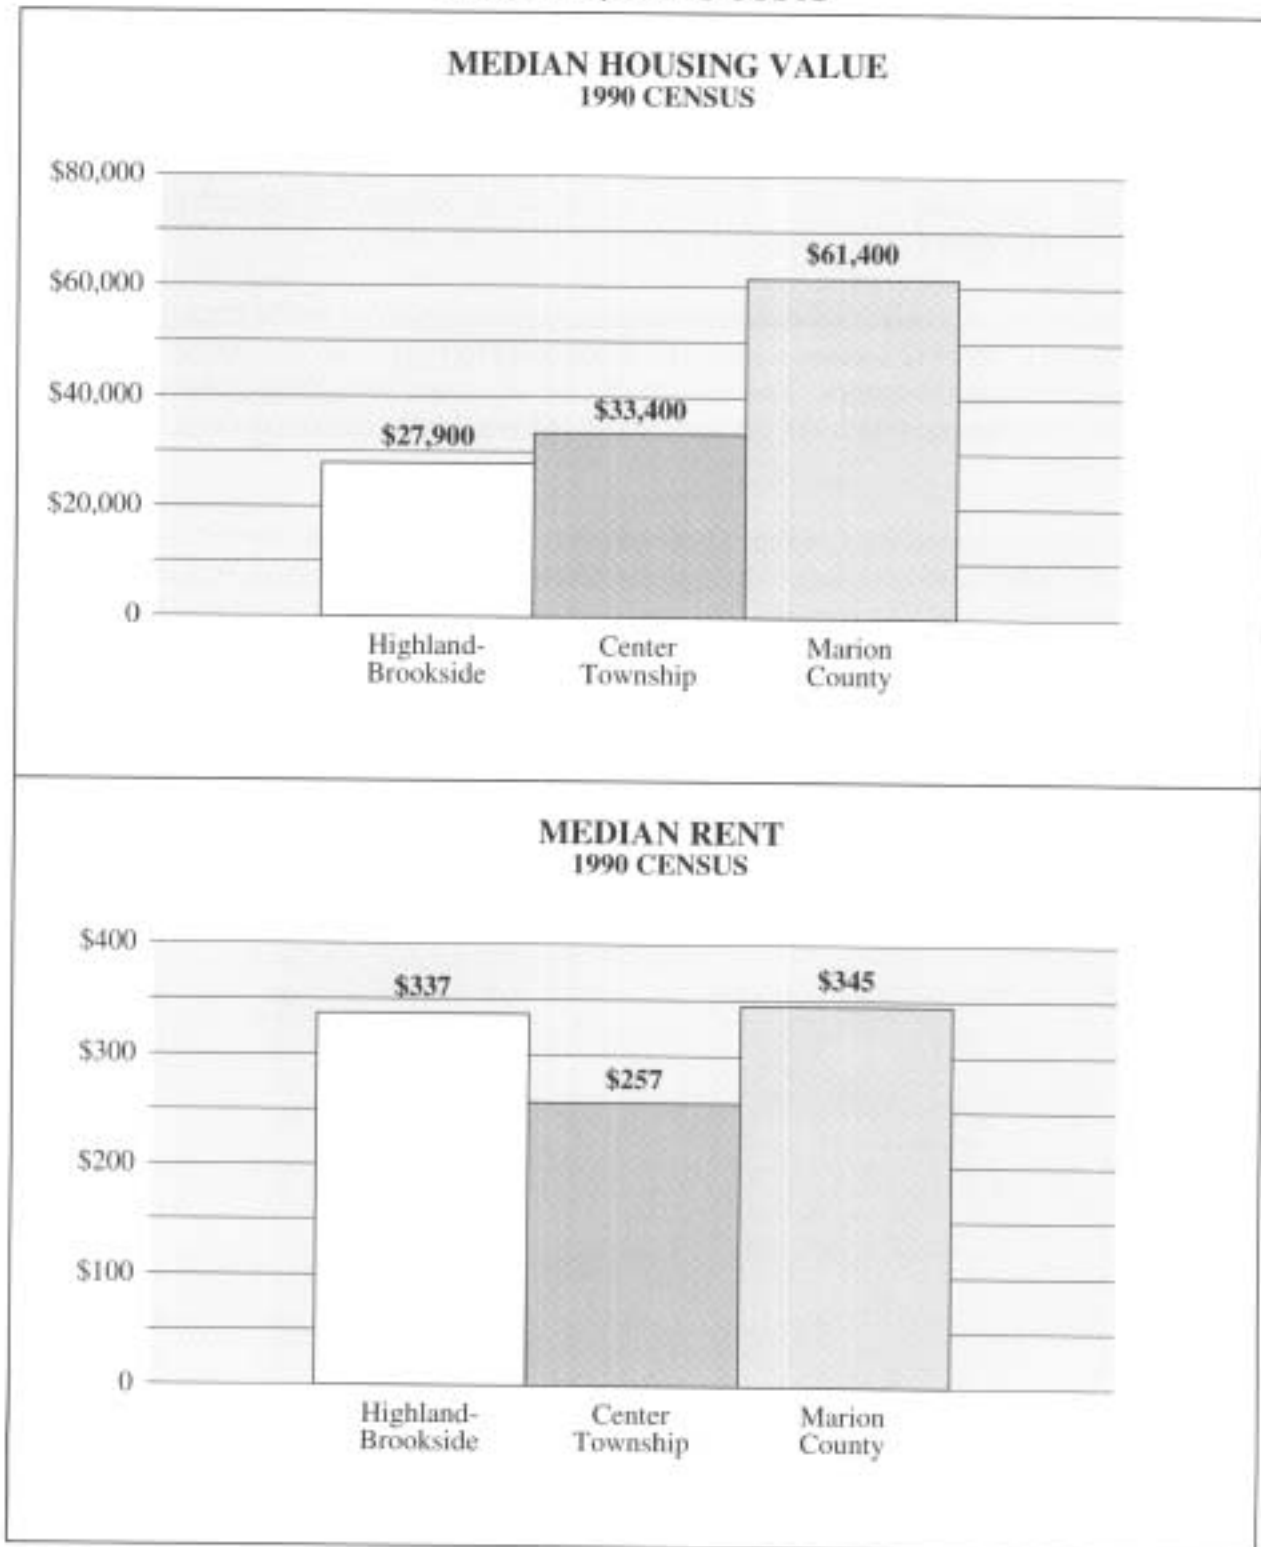 MEDIAN HOUSING VALUE
1990 CENSUS
$80,000
$60,000
$40,000
$20,000
0
$27,900
$33,400
$61,400
Highland-
Brookside
Center
Township
Marion
County
MEDIAN RENT
1990 CENSUS
$400
$300
$200
$100
0
$337
$257
$345
Highland-
Brookside
Center
Township
Marion
County